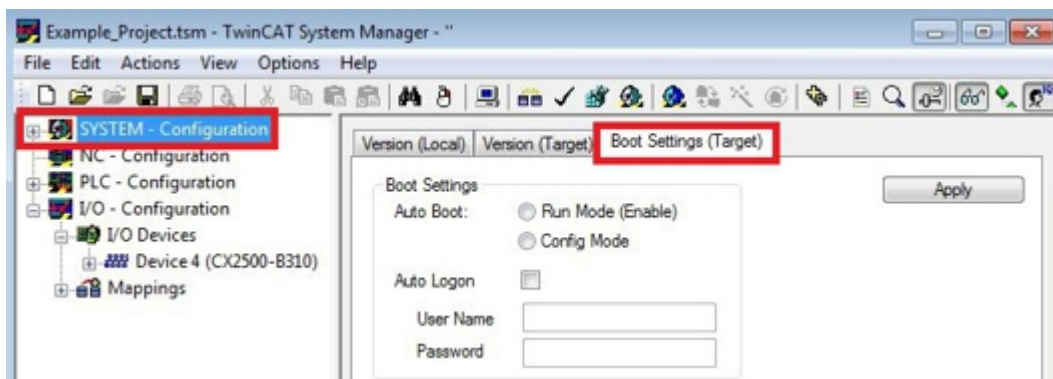 Example_Project.tsm - TwinCAT System Manager - ''
File Edit Actions View Options Help
SYSTEM - Configuration
NC - Configuration
PLC - Configuration
I/O - Configuration
I/O Devices
Device 4 (CX2500-B310)
Mappings
Version (Local) Version (Target) Boot Settings (Target)
Boot Settings
Apply
Auto Boot: Run Mode (Enable)
Config Mode
Auto Logon
User Name
Password